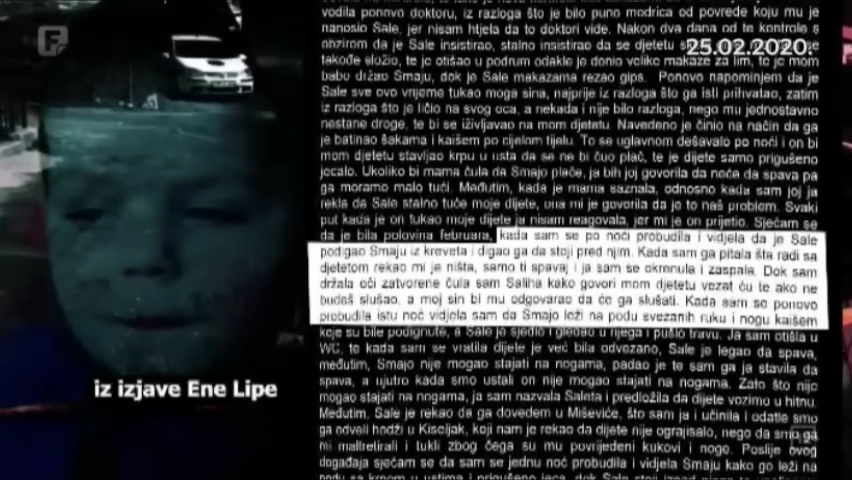 vodila ponovo doktoru, iz razloga što je bilo puno modrica od povrede koju mu je
nanosio Sale, jer nisam htjela da to doktori vide. Nakon dva dana od te kontrole s
obzirom da je Sale insistirao, stalno insistirao da se djetetu
25.02.2020.
takođe složio, te je otišao u podrum odakle je donio velike makaze za lim, te je mom
babu držao Smaju, dok je Sale makazama rezao gips. Ponovo napominjem da je
Sale sve ovo vrijeme tukao moga sina, najprije iz razloga što ga isti prihvatao, zatim
iz razloga što je ličio na svog oca, a nekada i nije bilo razloga, nego mu jednostavno
nestane droge, te bi se iživljavao na mom djetetu. Navedeno je činio na način da ga
je batinao šakama i kaišem po cijelom tijelu. To se uglavnom dešavalo po noći i on bi
mom djetetu stavljao krpu u usta da se ne bi čuo plač, te je dijete samo prigušeno
jecalo. Ukoliko bi mama čula da Smajo plače, ja bih joj govorila da neće da spava pa
ga moramo malo tući. Međutim, kada je mama saznala, odnosno kada sam joj ja
rekla da Sale stalno tuče moje dijete, ona mi je govorila da je to naš problem. Svaki
put kada je on tukao moje dijete ja nisam reagovala, jer mi je on prijetio. Sjećam se
da je bila polovina februara, kada sam se po noći probudila i vidjela da je Sale
podigao Smaju iz kreveta i digao ga da stoji pred njim. Kada sam ga pitala šta radi sa
djetetom rekao mi je ništa, samo ti spavaj i ja sam se okrenula i zaspala. Dok sam
držala oči zatvorene čula sam Saliha kako govori mom djetetu vezat ću te ako ne
budeš slušao, a moj sin bi mu odgovarao da će ga slušati. Kada sam se ponovo
probudila istu noć vidjela sam da Smajo leži na podu svezanih ruku i nogu kaišem
koje su bile podignute, a Sale je sjedio i gledao u njega i pušio travu. Ja sam otišla u
WC, te kada sam se vratila dijete je već bilo odvezano, Sale je legao da spava,
međutim, Smajo nije mogao stajati na nogama, padao je te sam ga ja stavila da
spava, a ujutro kada smo ustali on nije mogao stajati na nogama. Zato što nije
mogao stajati na nogama, ja sam nazvala Saleta i predložila da dijete vozimo u hitnu.
Međutim, Sale je rekao da ga dovedem u Miševiće, što sam ja i učinila i odatle smo
ga odveli hodži u Kiseljak, koji nam je rekao da dijete nije ograjisalo, nego da smo ga
mi maltretirali i tukli zbog čega su mu povrijeđeni kukovi i noge. Poslije ovog
događaja sjećam se da sam se jednu noć probudila i vidjela Smaju kako go leži na
podu sa krpom u ustima i prigušeno jeca, dok Sale stoji iznad njega
iz izjave Ene Lipe